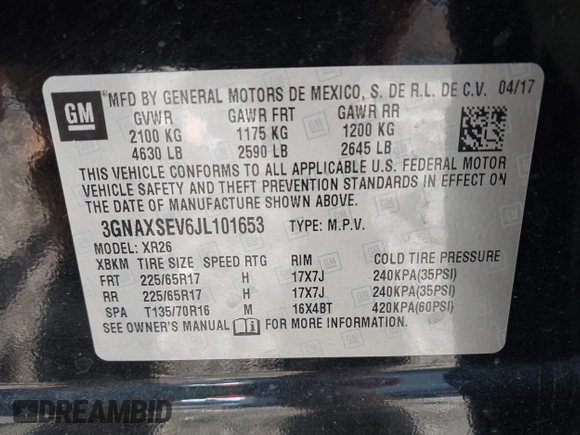 GM
MFD BY GENERAL MOTORS DE MEXICO, S. DE R.L. DE C.V. 04/17
GVWR GAWR FRT GAWR RR
2100 KG 1175 KG 1200 KG
4630 LB 2590 LB 2645 LB
THIS VEHICLE CONFORMS TO ALL APPLICABLE U.S. FEDERAL MOTOR
VEHICLE SAFETY AND THEFT PREVENTION STANDARDS IN EFFECT ON
THE DATE OF MANUFACTURE SHOWN ABOVE.
3GNAXSEV6JL101653 TYPE: M.P.V.
MODEL: XR26
XBKM TIRE SIZE SPEED RTG RIM COLD TIRE PRESSURE
FRT 225/65R17 H 17X7J 240KPA(35PSI)
RR 225/65R17 H 17X7J 240KPA(35PSI)
SPA T135/70R16 M 16X4BT 420KPA(60PSI)
SEE OWNER'S MANUAL FOR MORE INFORMATION
DREAMBID